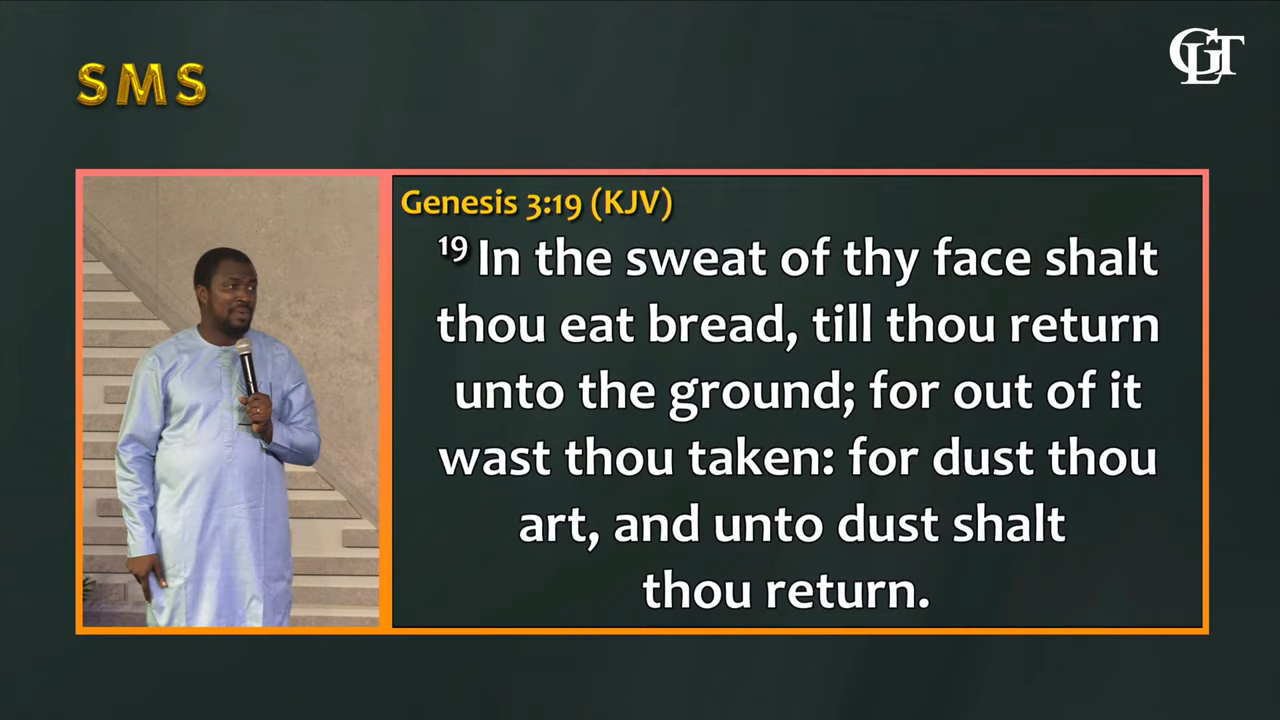 SMS
GLT
Genesis 3:19 (KJV)
19 In the sweat of thy face shalt
thou eat bread, till thou return
unto the ground; for out of it
wast thou taken: for dust thou
art, and unto dust shalt
thou return.